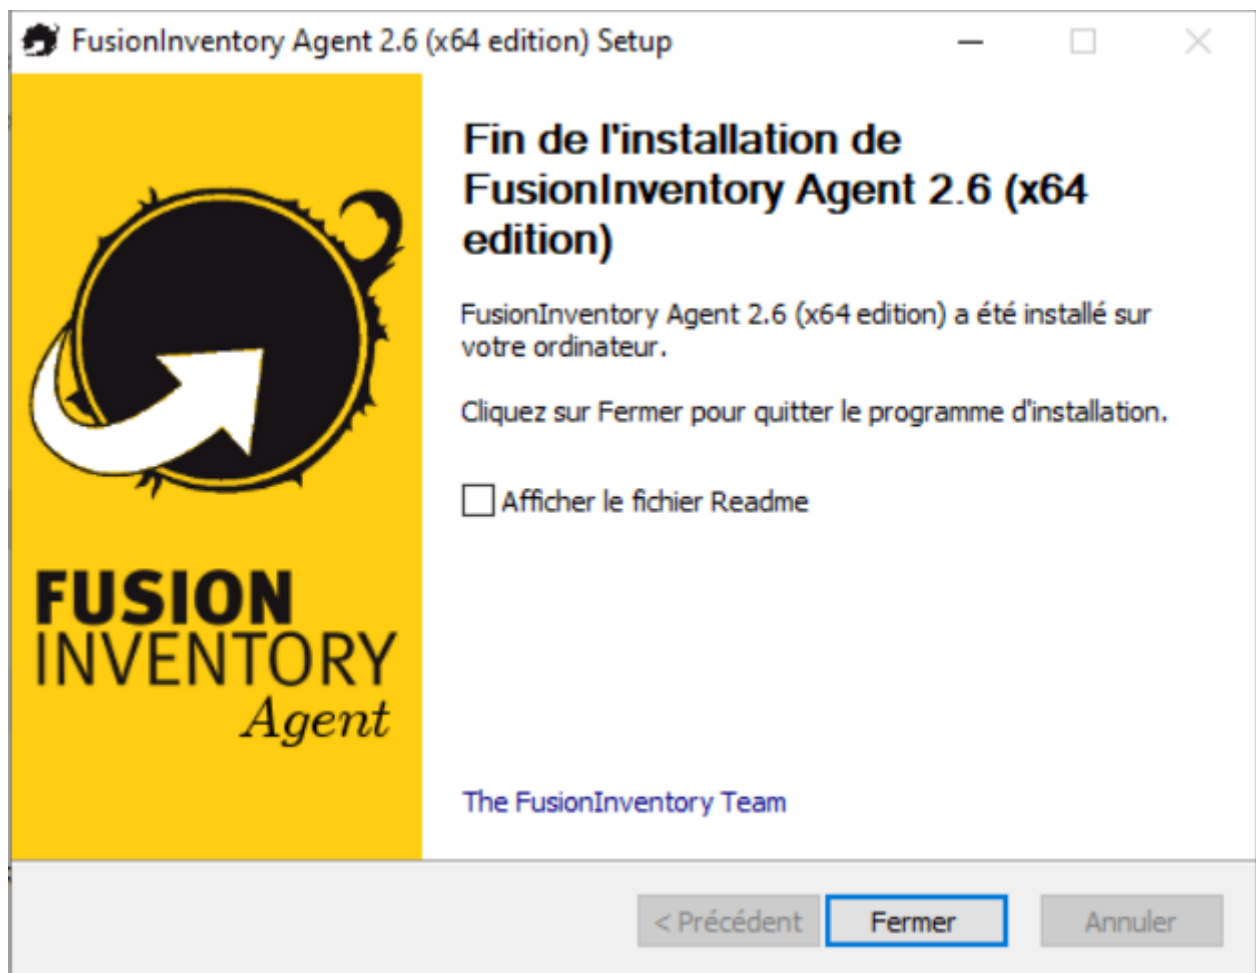 FusionInventory Agent 2.6 (x64 edition) Setup
Fin de l'installation de
FusionInventory Agent 2.6 (x64
edition)
FusionInventory Agent 2.6 (x64 edition) a été installé sur
votre ordinateur.
Cliquez sur Fermer pour quitter le programme d'installation.
Afficher le fichier Readme
FUSION
INVENTORY
Agent
The FusionInventory Team
< Précédent
Fermer
Annuler